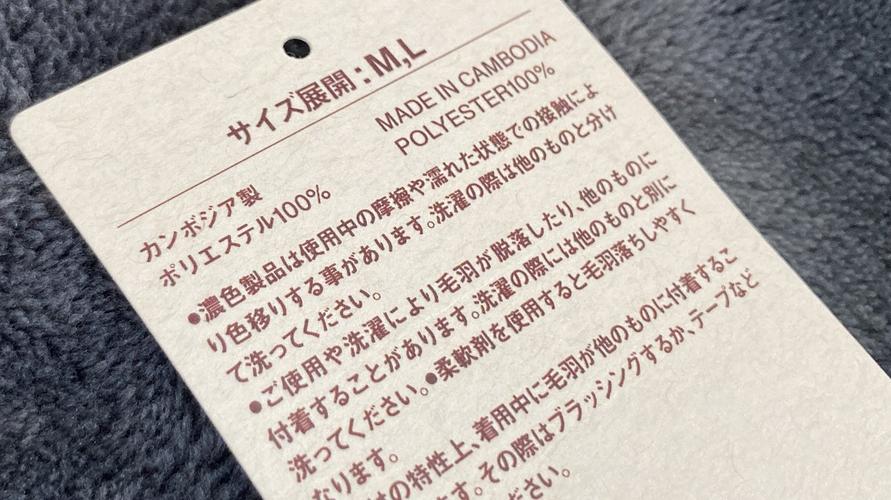 サイズ展開：M,L
MADE IN CAMBODIA
POLYESTER100%
カンボジア製
ポリエステル100%
●濃色製品は使用中の摩擦や濡れた状態での接触によ
り色移りする事があります。洗濯の際は他のものと分け
て洗ってください。
●ご使用や洗濯により毛羽が脱落したり、他のものに
付着することがあります。洗濯の際には他のものと別に
洗ってください。●柔軟剤を使用すると毛羽落ちしやすく
なります。
の特性上、着用中に毛羽が他のものに付着するこ
ます。その際はブラッシングするか、テープなど
ださい。